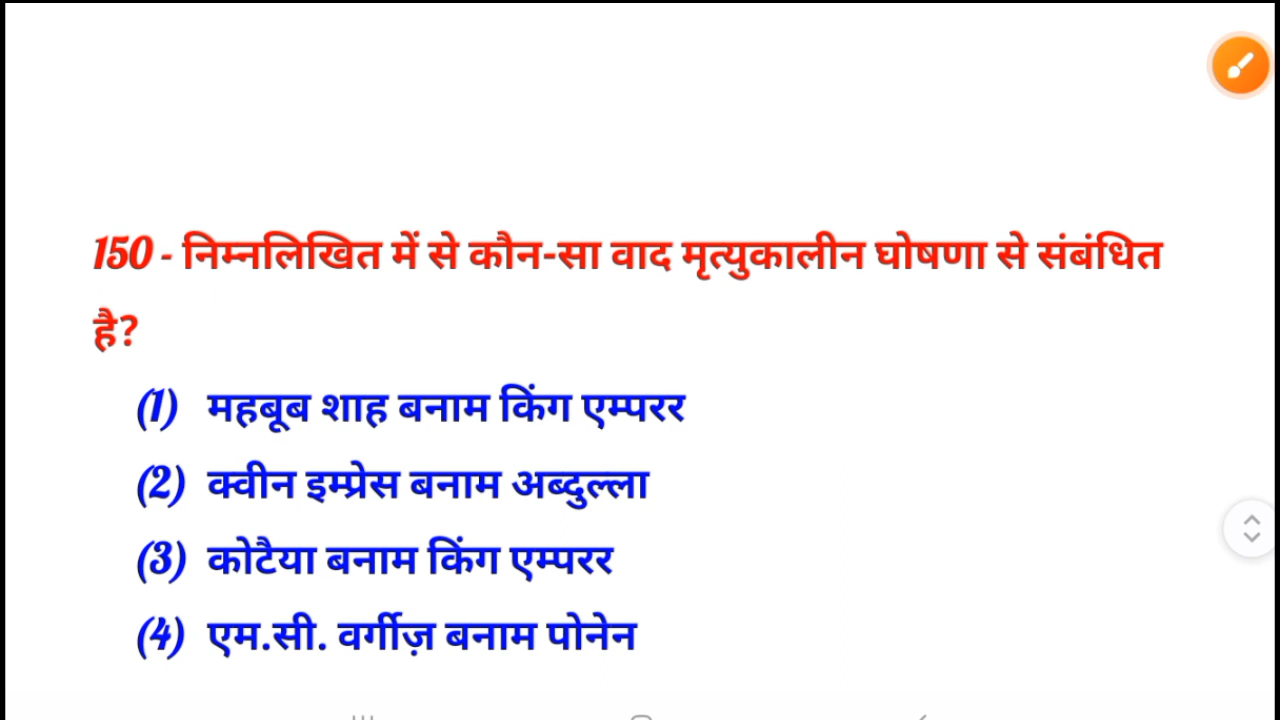 150 - निम्नलिखित में से कौन-सा वाद मृत्युकालीन घोषणा से संबंधित
है?
(1) महबूब शाह बनाम किंग एम्परर
(2) क्वीन इम्प्रेस बनाम अब्दुल्ला
(3) कोटैया बनाम किंग एम्परर
(4) एम.सी. वर्गीज़ बनाम पोनेन